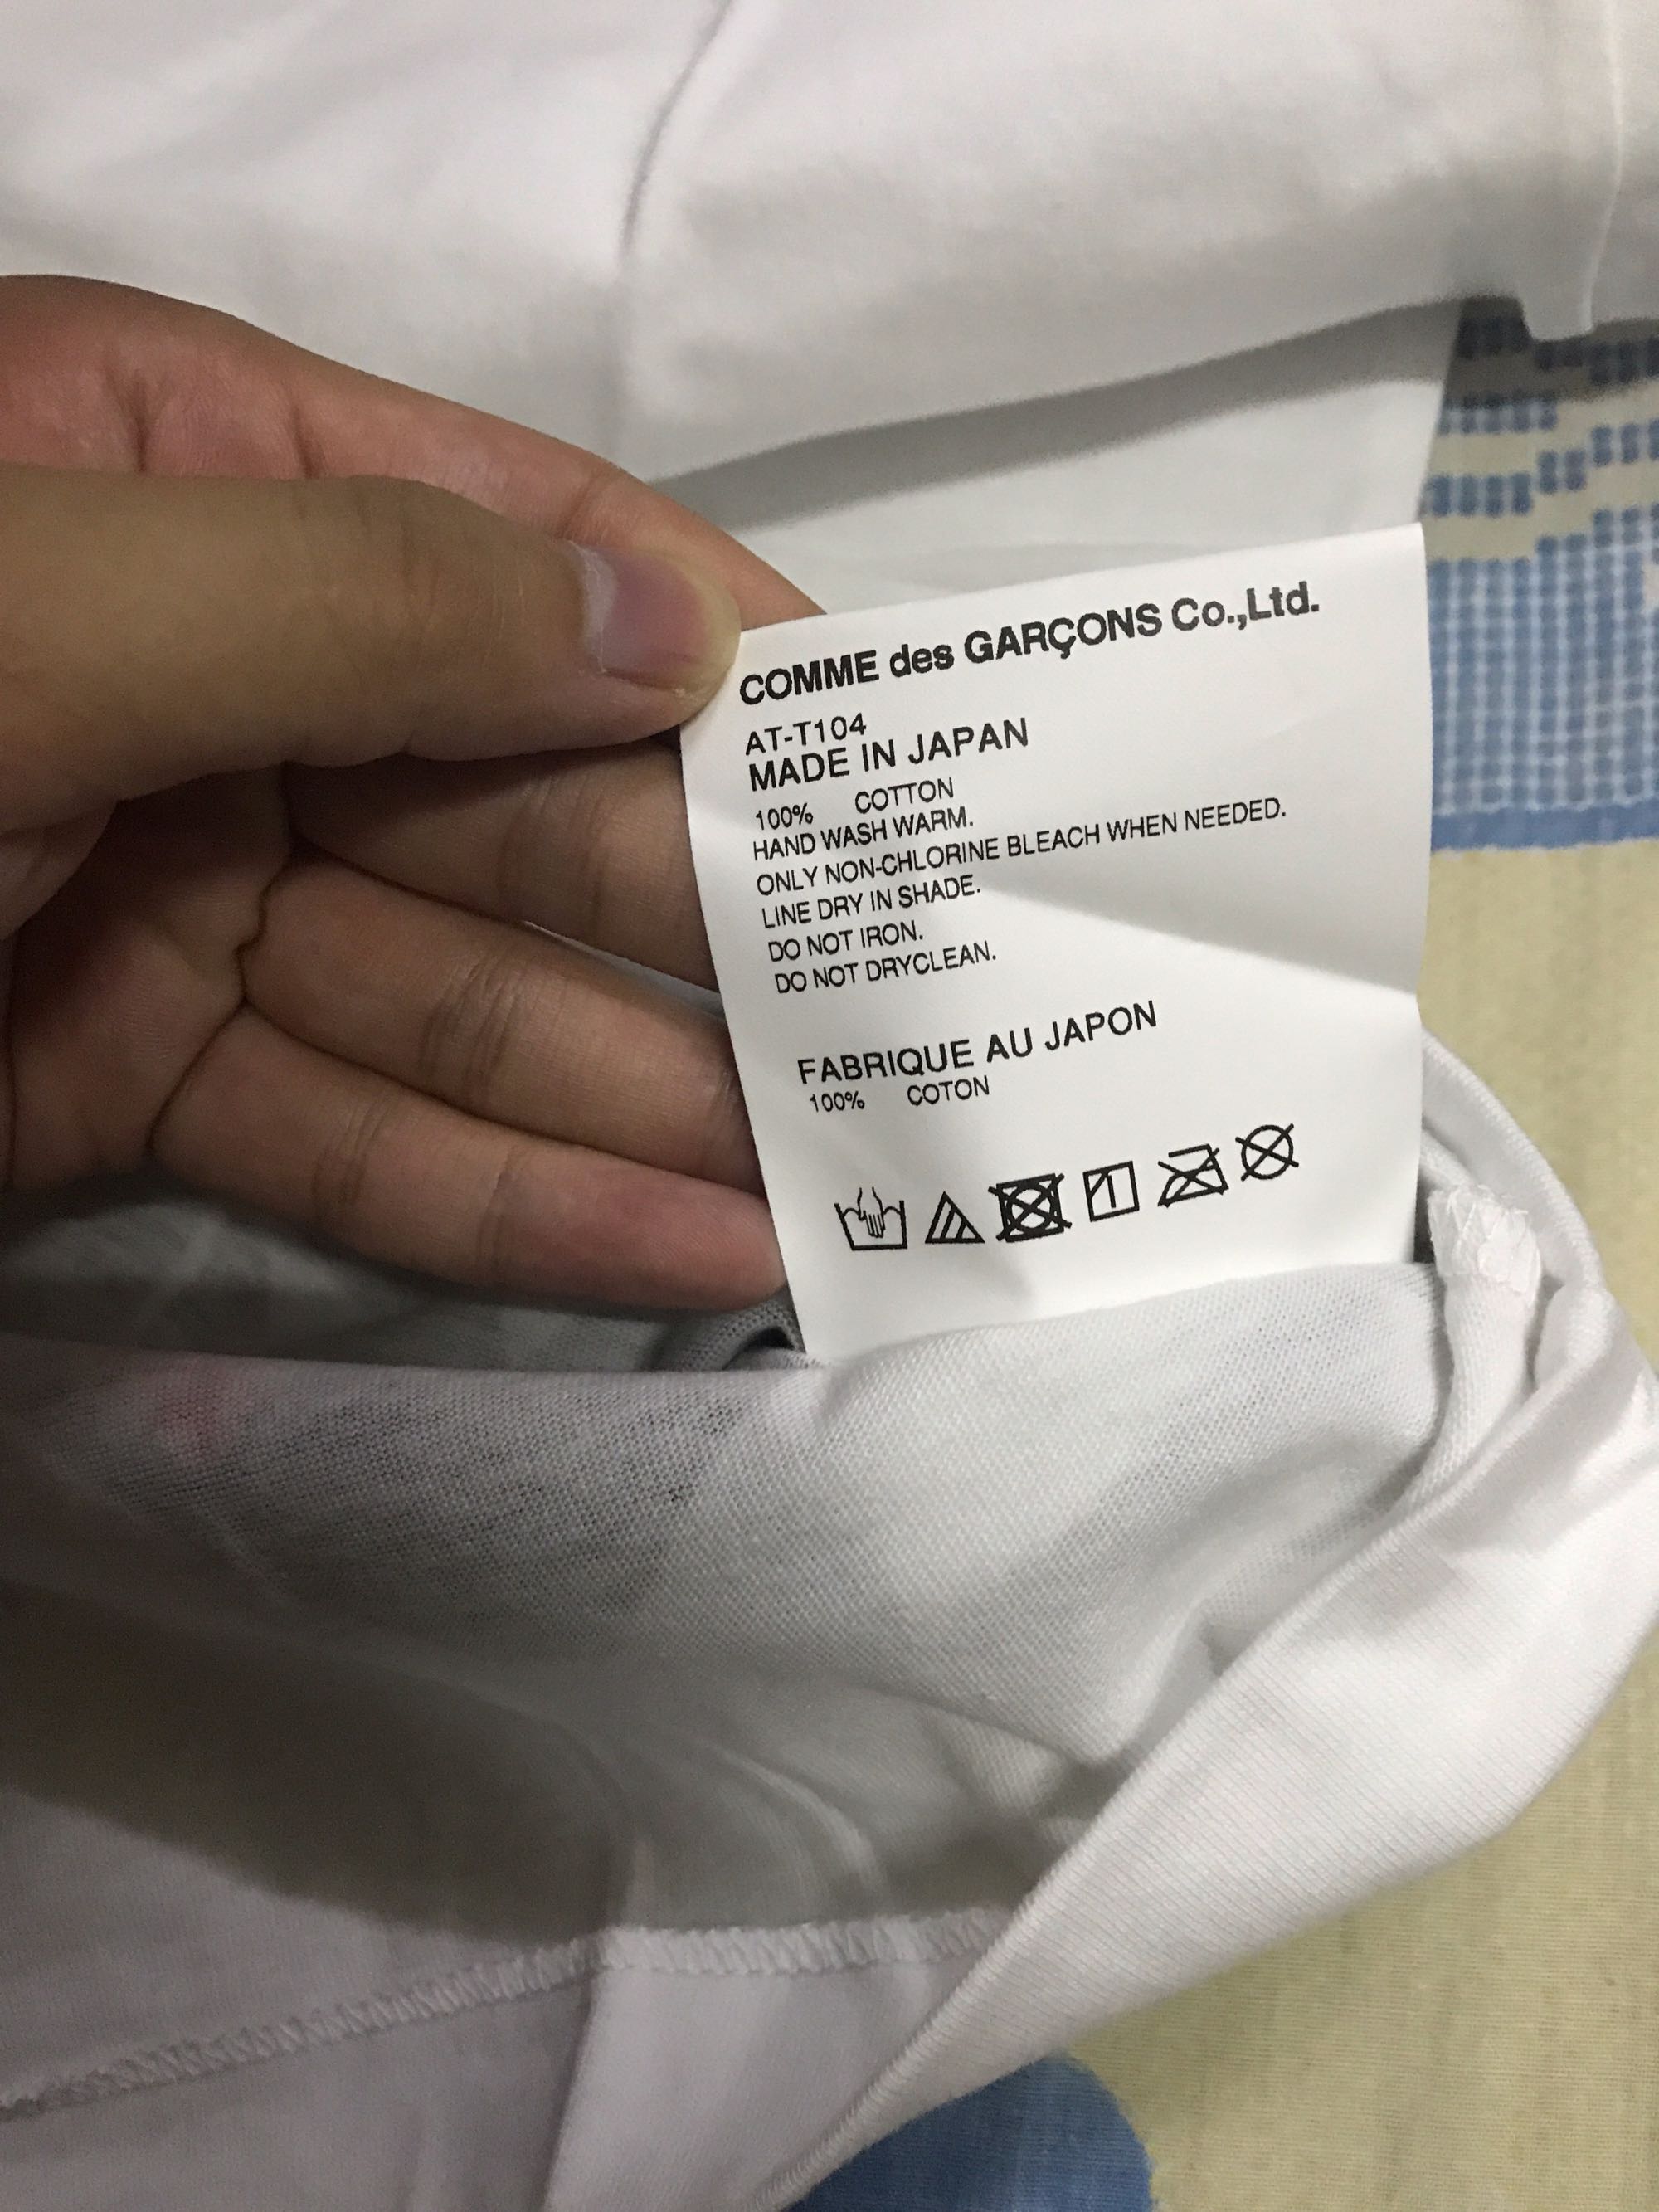 COMME des GARÇONS Co.,Ltd.
AT-T104
MADE IN JAPAN
100% COTTON
HAND WASH WARM.
ONLY NON-CHLORINE BLEACH WHEN NEEDED.
LINE DRY IN SHADE.
DO NOT IRON.
DO NOT DRYCLEAN.
FABRIQUE AU JAPON
100% COTON